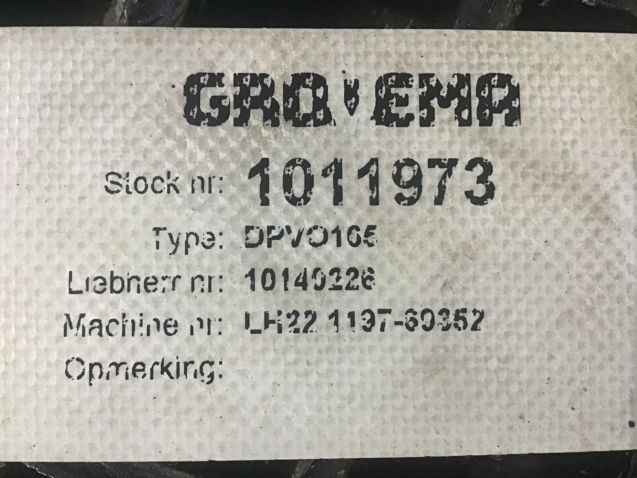 GROVEMA
Stock nr: 1011973
Type: DPVO165
Liebherr nr: 10140226
Machine nr: LH22 1197-60352
Opmerking: